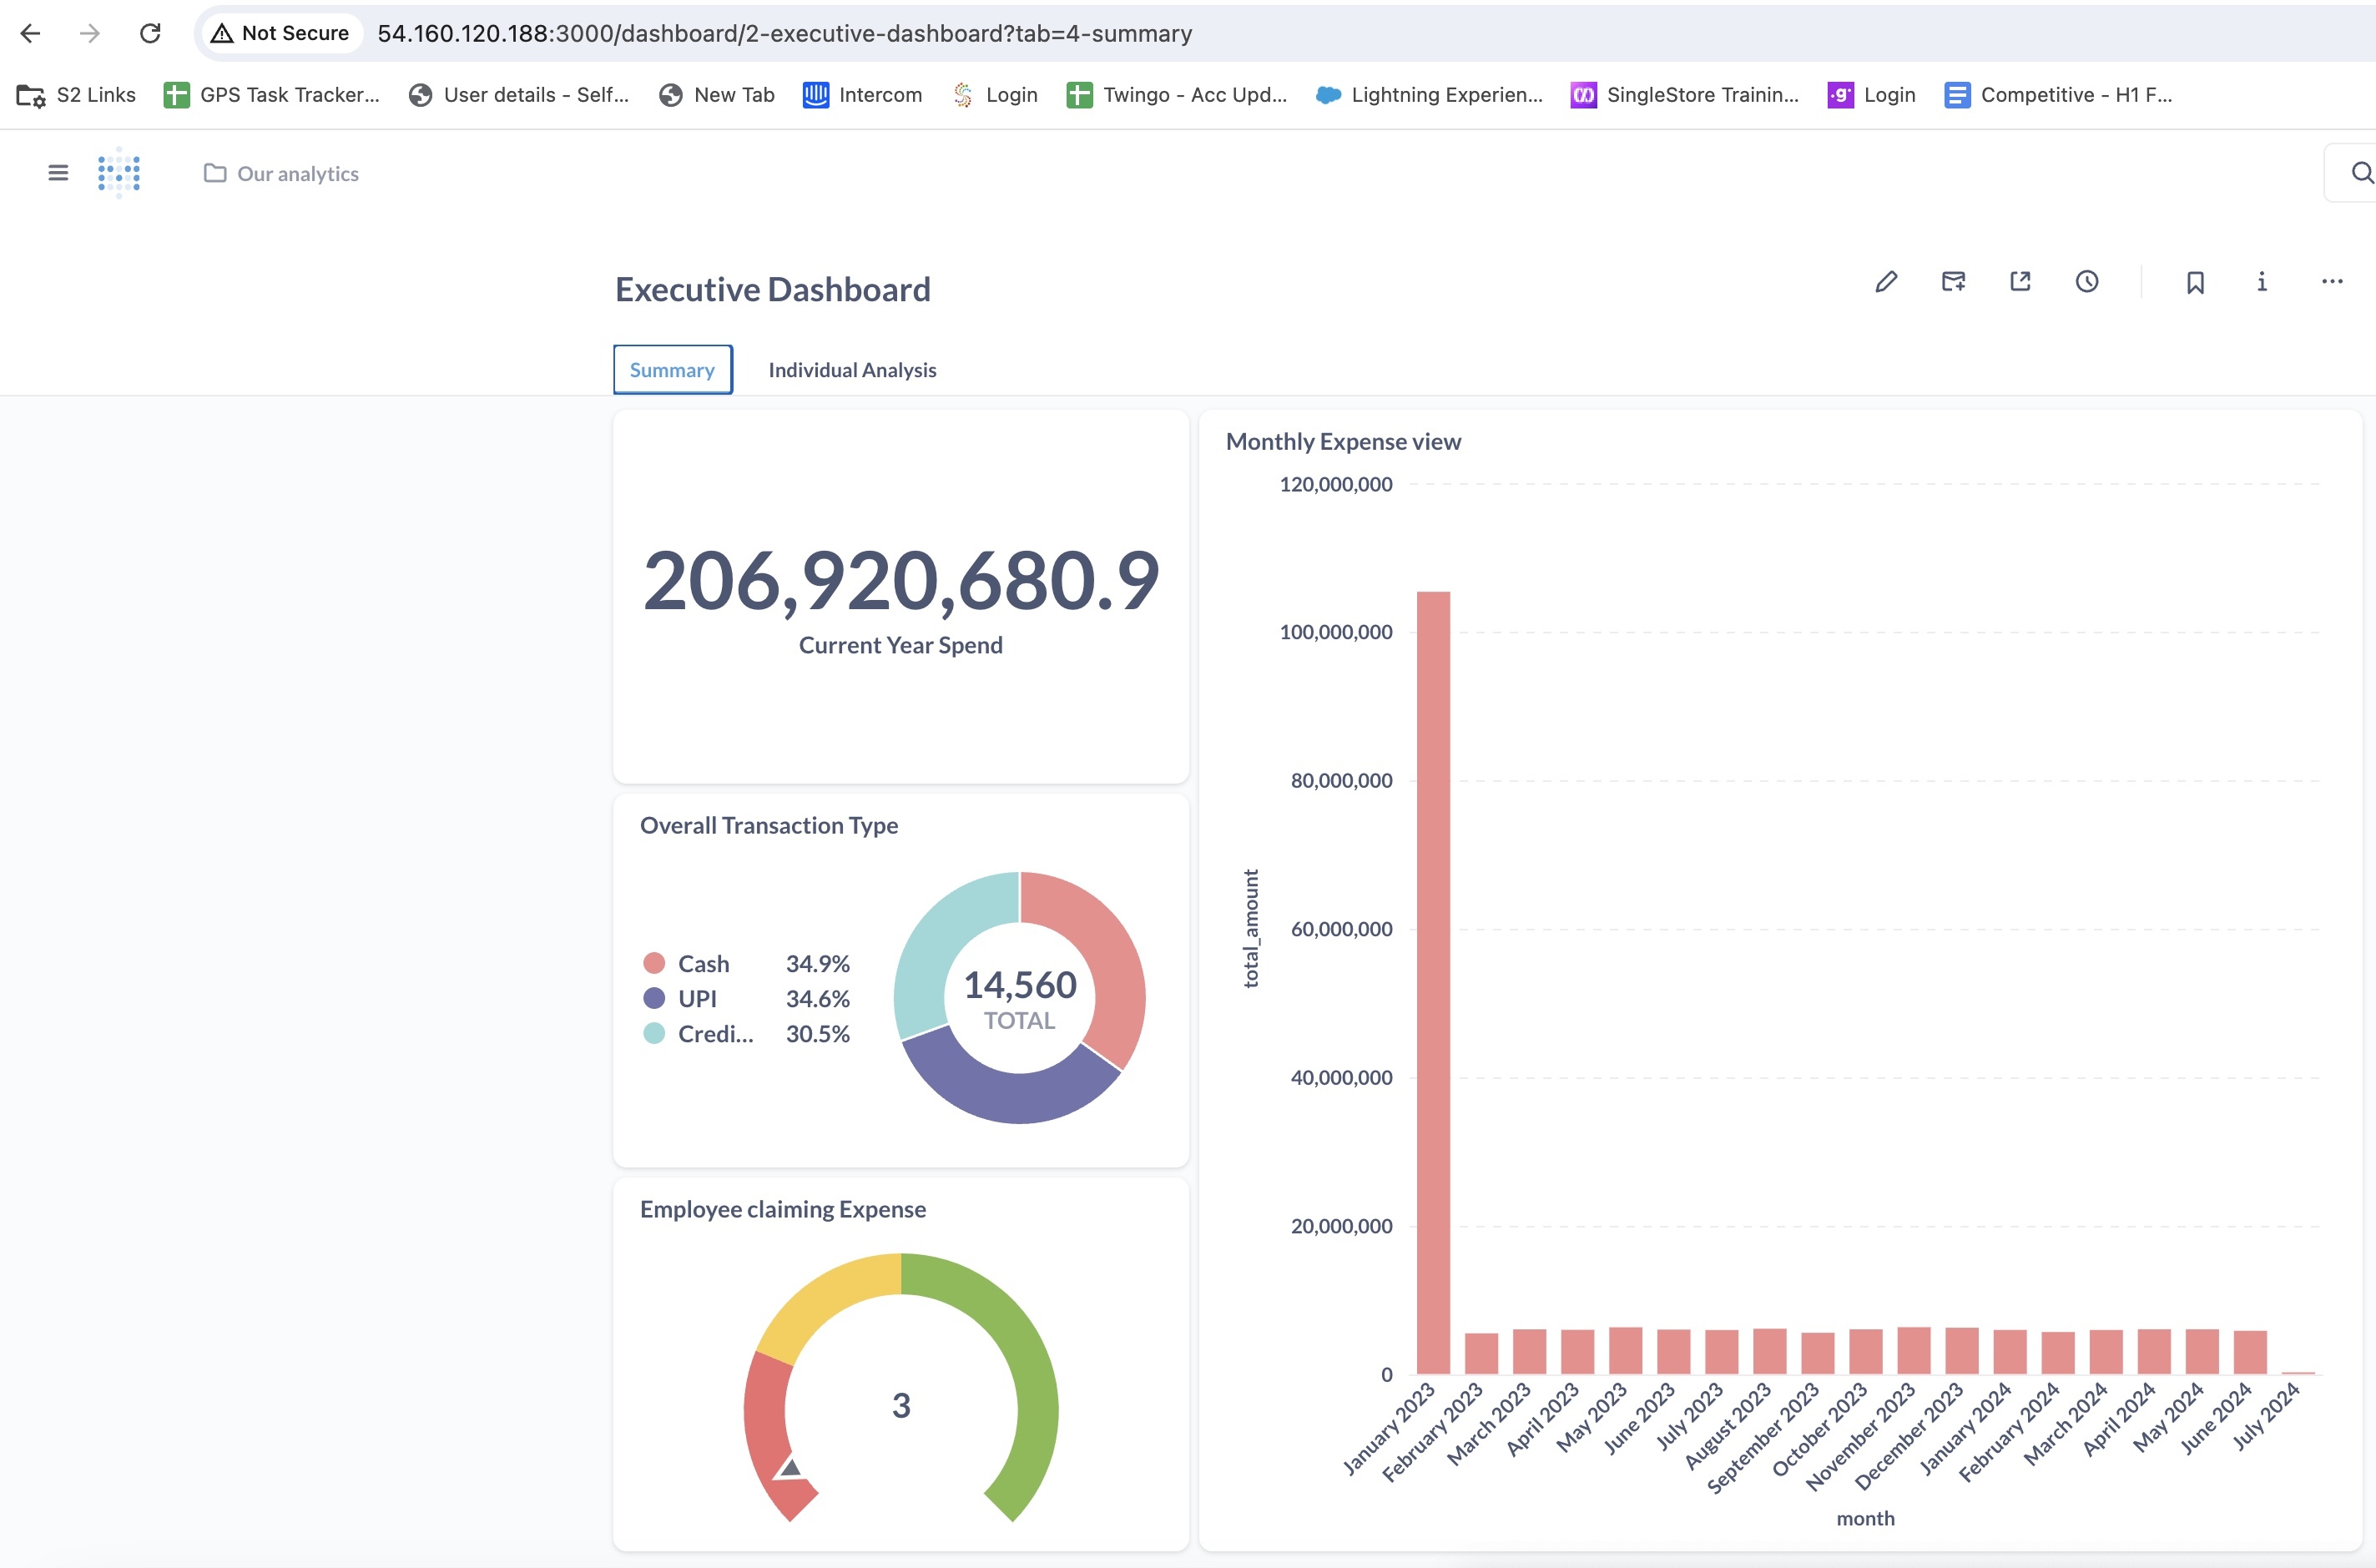 Not Secure 54.160.120.188:3000/dashboard/2-executive-dashboard?tab=4-summary
S2 Links GPS Task Tracker... User details - Self... New Tab Intercom Login Twingo - Acc Upd... Lightning Experien... SingleStore Trainin... Login Competitive - H1 F...
Our analytics
Executive Dashboard
Summary Individual Analysis
206,920,680.9
Current Year Spend
Overall Transaction Type
Cash 34.9%
UPI 34.6%
Credi... 30.5%
14,560
TOTAL
Employee claiming Expense
3
Monthly Expense view
120,000,000
100,000,000
80,000,000
60,000,000
40,000,000
20,000,000
0
total_amount
January 2023
February 2023
March 2023
April 2023
May 2023
June 2023
July 2023
August 2023
September 2023
October 2023
November 2023
December 2023
January 2024
February 2024
March 2024
April 2024
May 2024
June 2024
July 2024
month